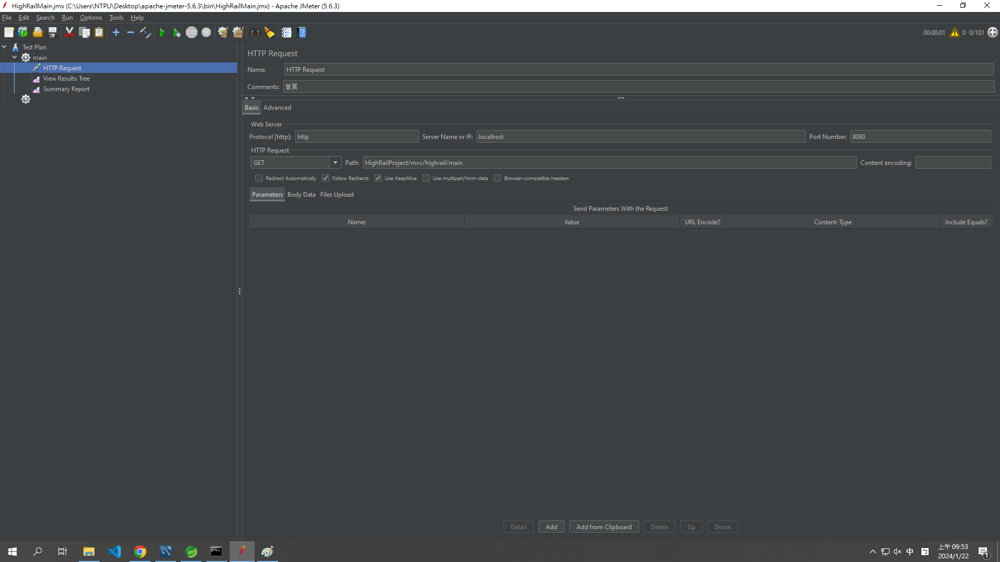 HighRailMain.jmx (C:\Users\NTPU\Desktop\apache-jmeter-5.6.3\bin\HighRailMain.jmx) - Apache JMeter (5.6.3)
File Edit Search Run Options Tools Help
00:00:01 0 0/101
Test Plan
main
HTTP Request
View Results Tree
Summary Report
HTTP Request
Name: HTTP Request
Comments: 首頁
Basic Advanced
Web Server
Protocol [http]: http Server Name or IP: localhost Port Number: 8080
HTTP Request
GET Path: HighRailProject/mvc/highrail/main Content encoding:
Redirect Automatically Follow Redirects Use KeepAlive Use multipart/form-data Browser-compatible headers
Parameters Body Data Files Upload
Send Parameters With the Request:
Name: Value URL Encode? Content-Type Include Equals?
Detail Add Add from Clipboard Delete Up Down
中 ㄅ 上午 09:53
2024/1/22 1